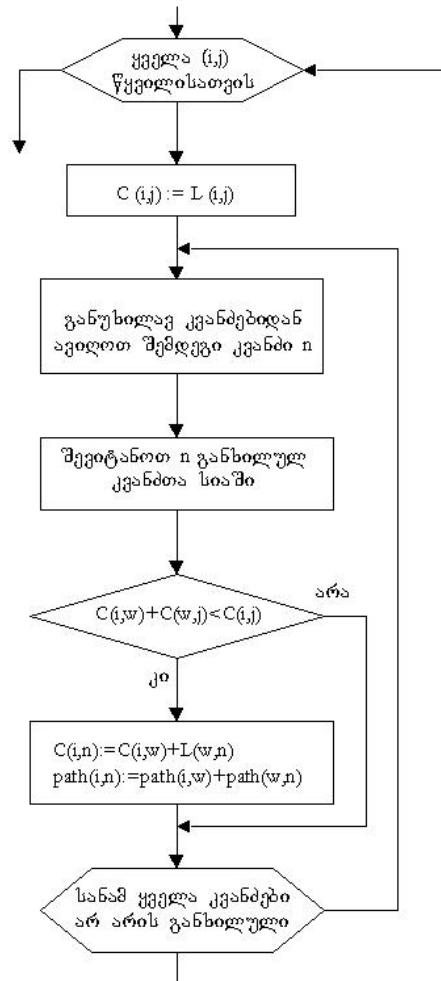 ყველა (i,j)
წყვილისათვის
C (i,j) := L (i,j)
განუხილავ კვანძებიდან
ავიღოთ შემდეგი კვანძი n
შევიტანოთ n განხილულ
კვანძთა სიაში
არა
C(i,w)+C(w,j)<C(i,j)
კი
C(i,n):=C(i,w)+L(w,n)
path(i,n):=path(i,w)+path(w,n)
სანამ ყველა კვანძები
არ არის განხილული